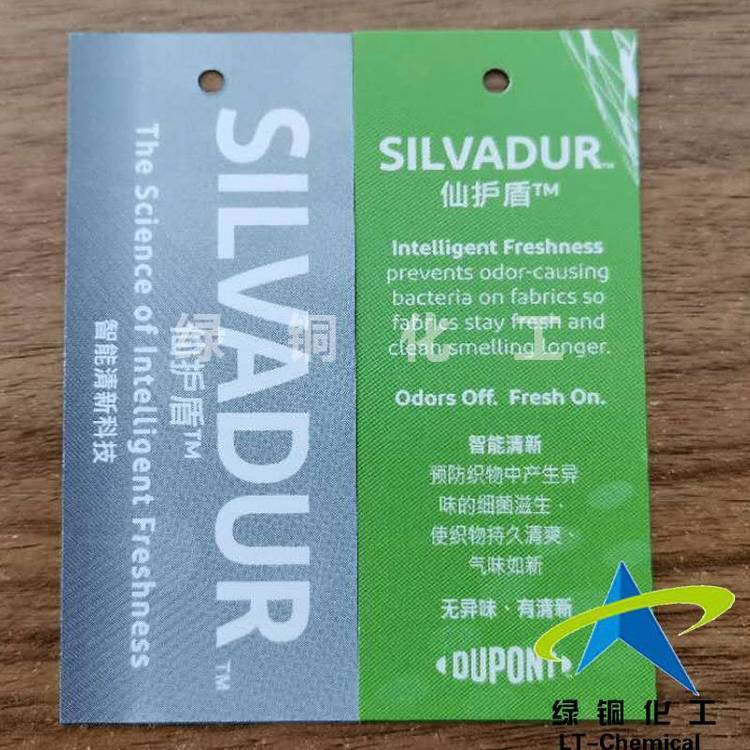 SILVADUR™
仙护盾™
The Science of Intelligent Freshness
智能清新科技
SILVADUR™
仙护盾™
Intelligent Freshness
prevents odor-causing
bacteria on fabrics so
fabrics stay fresh and
clean smelling longer.
Odors Off. Fresh On.
智能清新
预防织物中产生异
味的细菌滋生、
使织物持久清爽、
气味如新
无异味、有清新
DUPONT
绿铜化工
绿铜化工
LT-Chemical